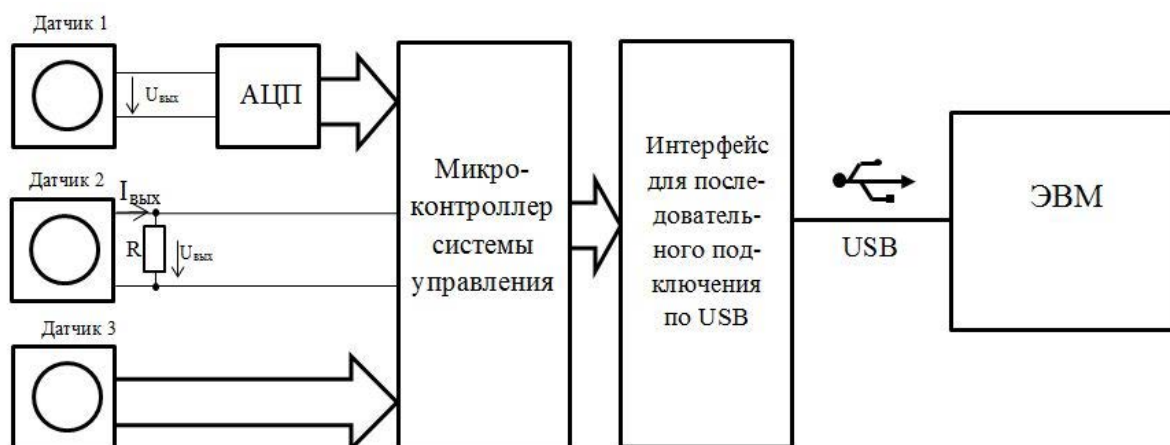 Датчик 1
Uвых
АЦП
Датчик 2
Iвых
R
Uвых
Датчик 3
Микро-
контроллер
системы
управления
Интерфейс
для после-
дователь-
ного под-
ключения
по USB
USB
ЭВМ